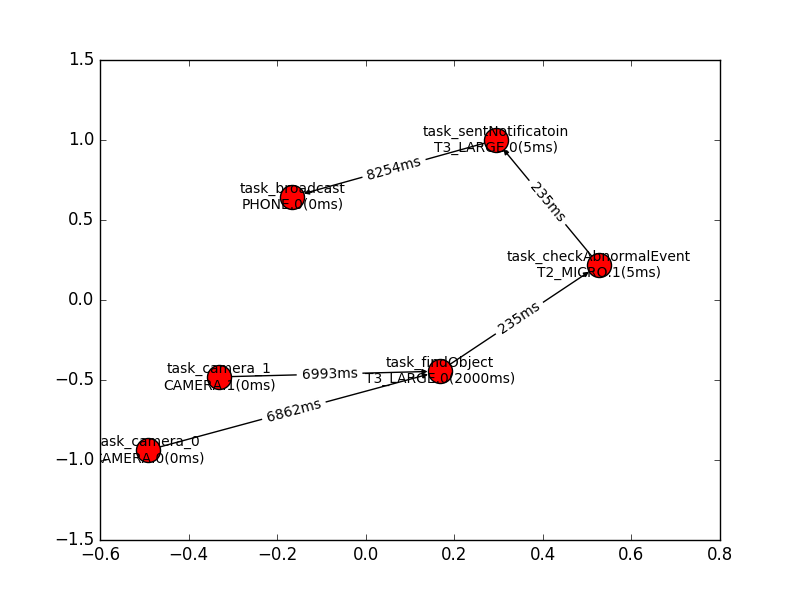 1.5
1.0
0.5
0.0
−0.5
−1.0
−1.5
task_sentNotificatoin
T3_LARGE.0(5ms)
8254ms
task_broadcast
PHONE.0(0ms)
235ms
task_checkAbnormalEvent
T2_MICRO.1(5ms)
235ms
task_findObject
T3_LARGE.0(2000ms)
task_camera_1
CAMERA.1(0ms)
6993ms
6862ms
ask_camera_0
CAMERA.0(0ms)
−0.6 −0.4 −0.2 0.0 0.2 0.4 0.6 0.8